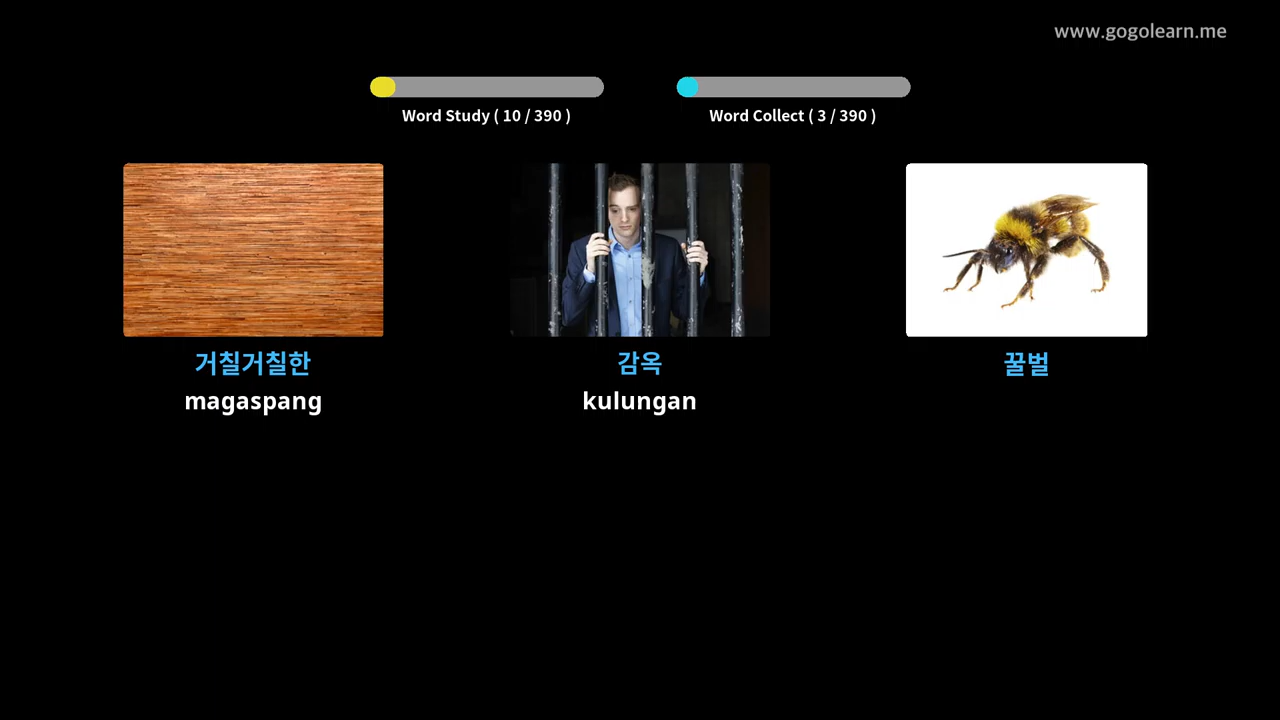 www.gogolearn.me
Word Study ( 10 / 390 )
Word Collect ( 3 / 390 )
거칠거칠한
감옥
꿀벌
magaspang
kulungan